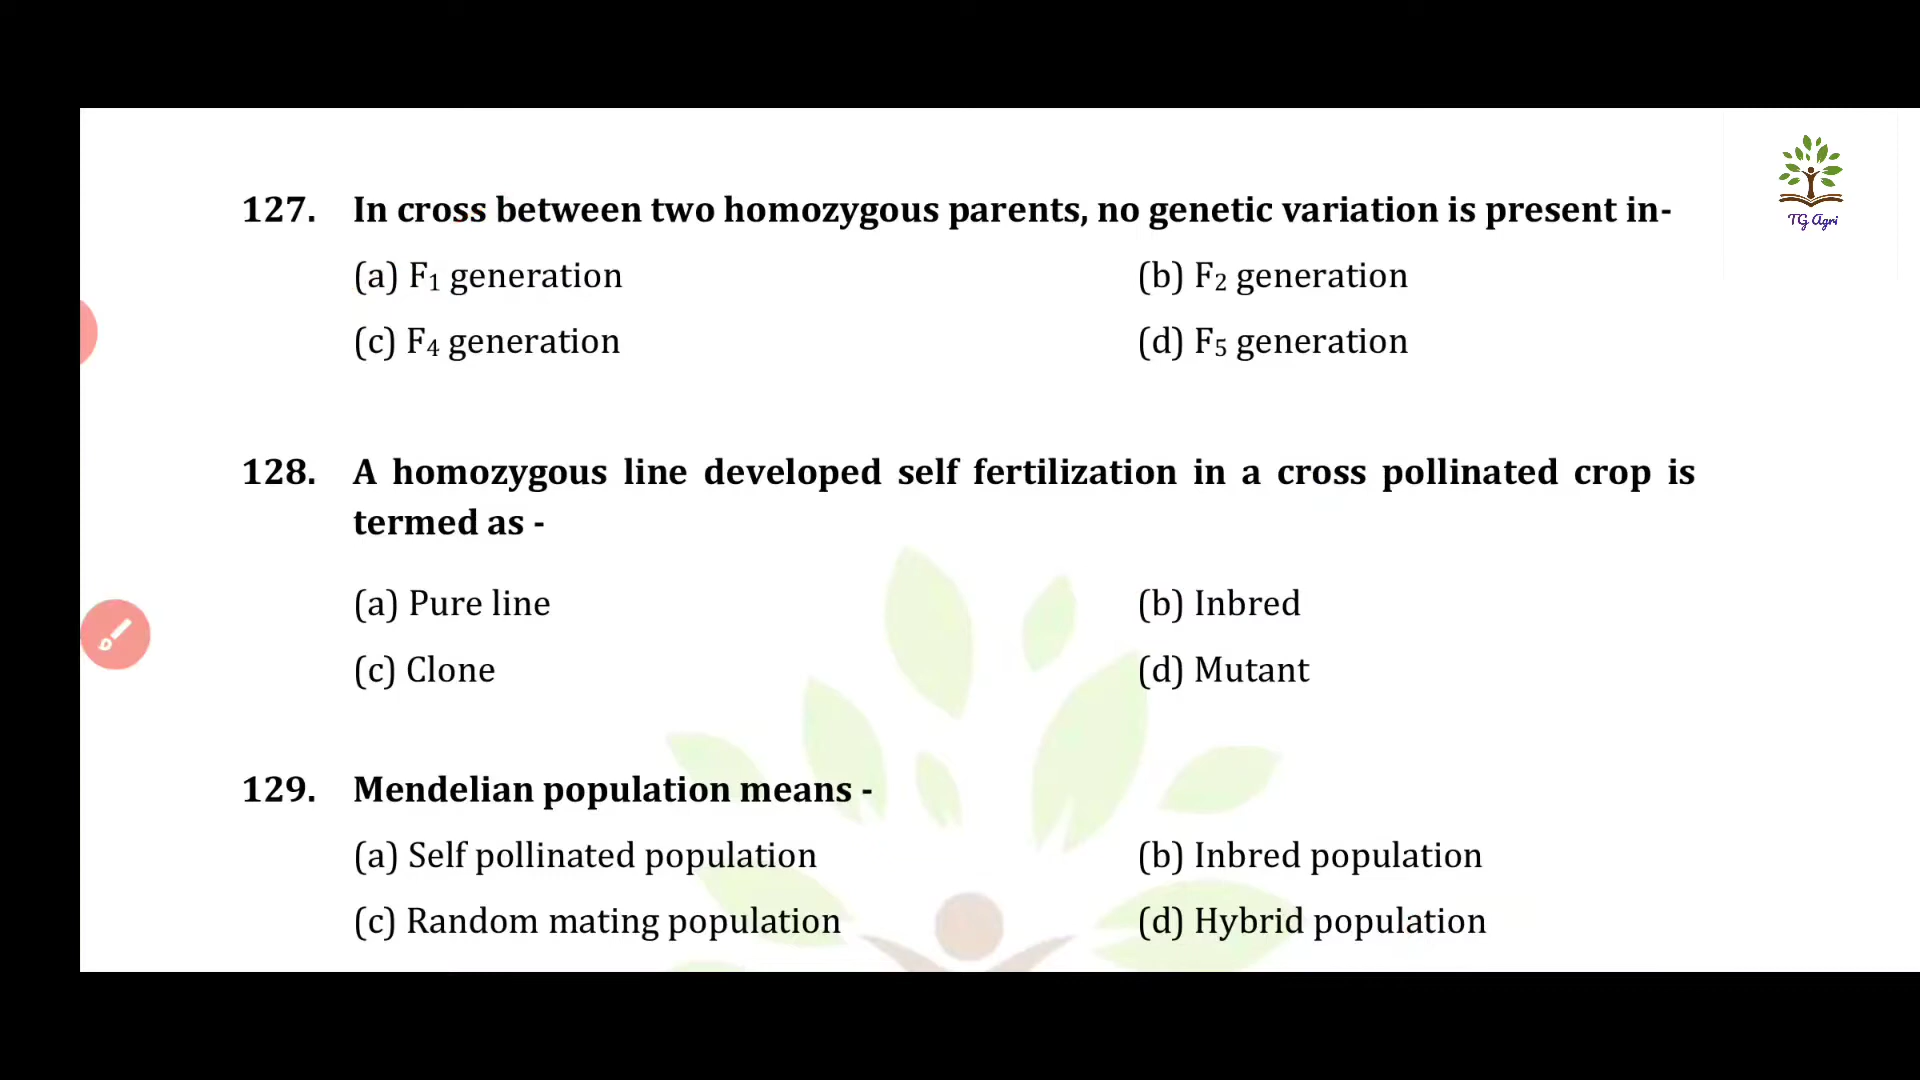 TG Agri
127. In cross between two homozygous parents, no genetic variation is present in-
(a) F₁ generation (b) F₂ generation
(c) F₄ generation (d) F₅ generation
128. A homozygous line developed self fertilization in a cross pollinated crop is
termed as -
(a) Pure line (b) Inbred
(c) Clone (d) Mutant
129. Mendelian population means -
(a) Self pollinated population (b) Inbred population
(c) Random mating population (d) Hybrid population